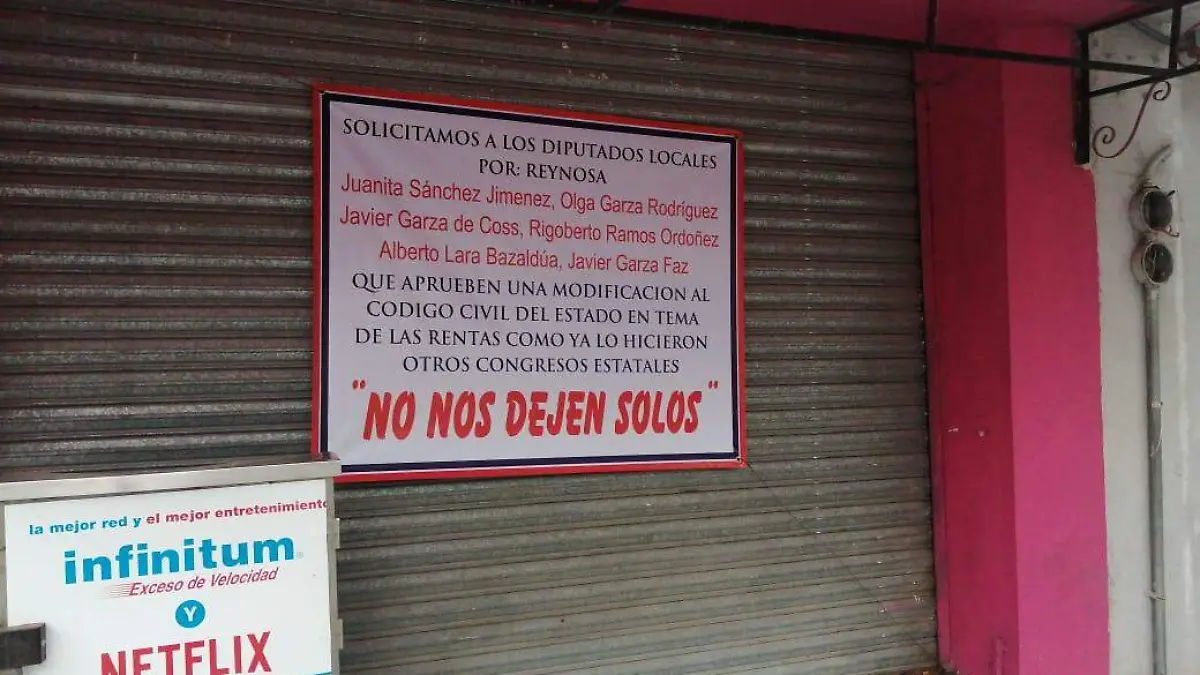 SOLICITAMOS A LOS DIPUTADOS LOCALES
POR: REYNOSA
Juanita Sánchez Jimenez, Olga Garza Rodríguez
Javier Garza de Coss, Rigoberto Ramos Ordoñez
Alberto Lara Bazaldúa, Javier Garza Faz
QUE APRUEBEN UNA MODIFICACION AL
CODIGO CIVIL DEL ESTADO EN TEMA
DE LAS RENTAS COMO YA LO HICIERON
OTROS CONGRESOS ESTATALES
"NO NOS DEJEN SOLOS"
la mejor red y el mejor entretenimiento
infinitum
Exceso de Velocidad
Y
NETFLIX